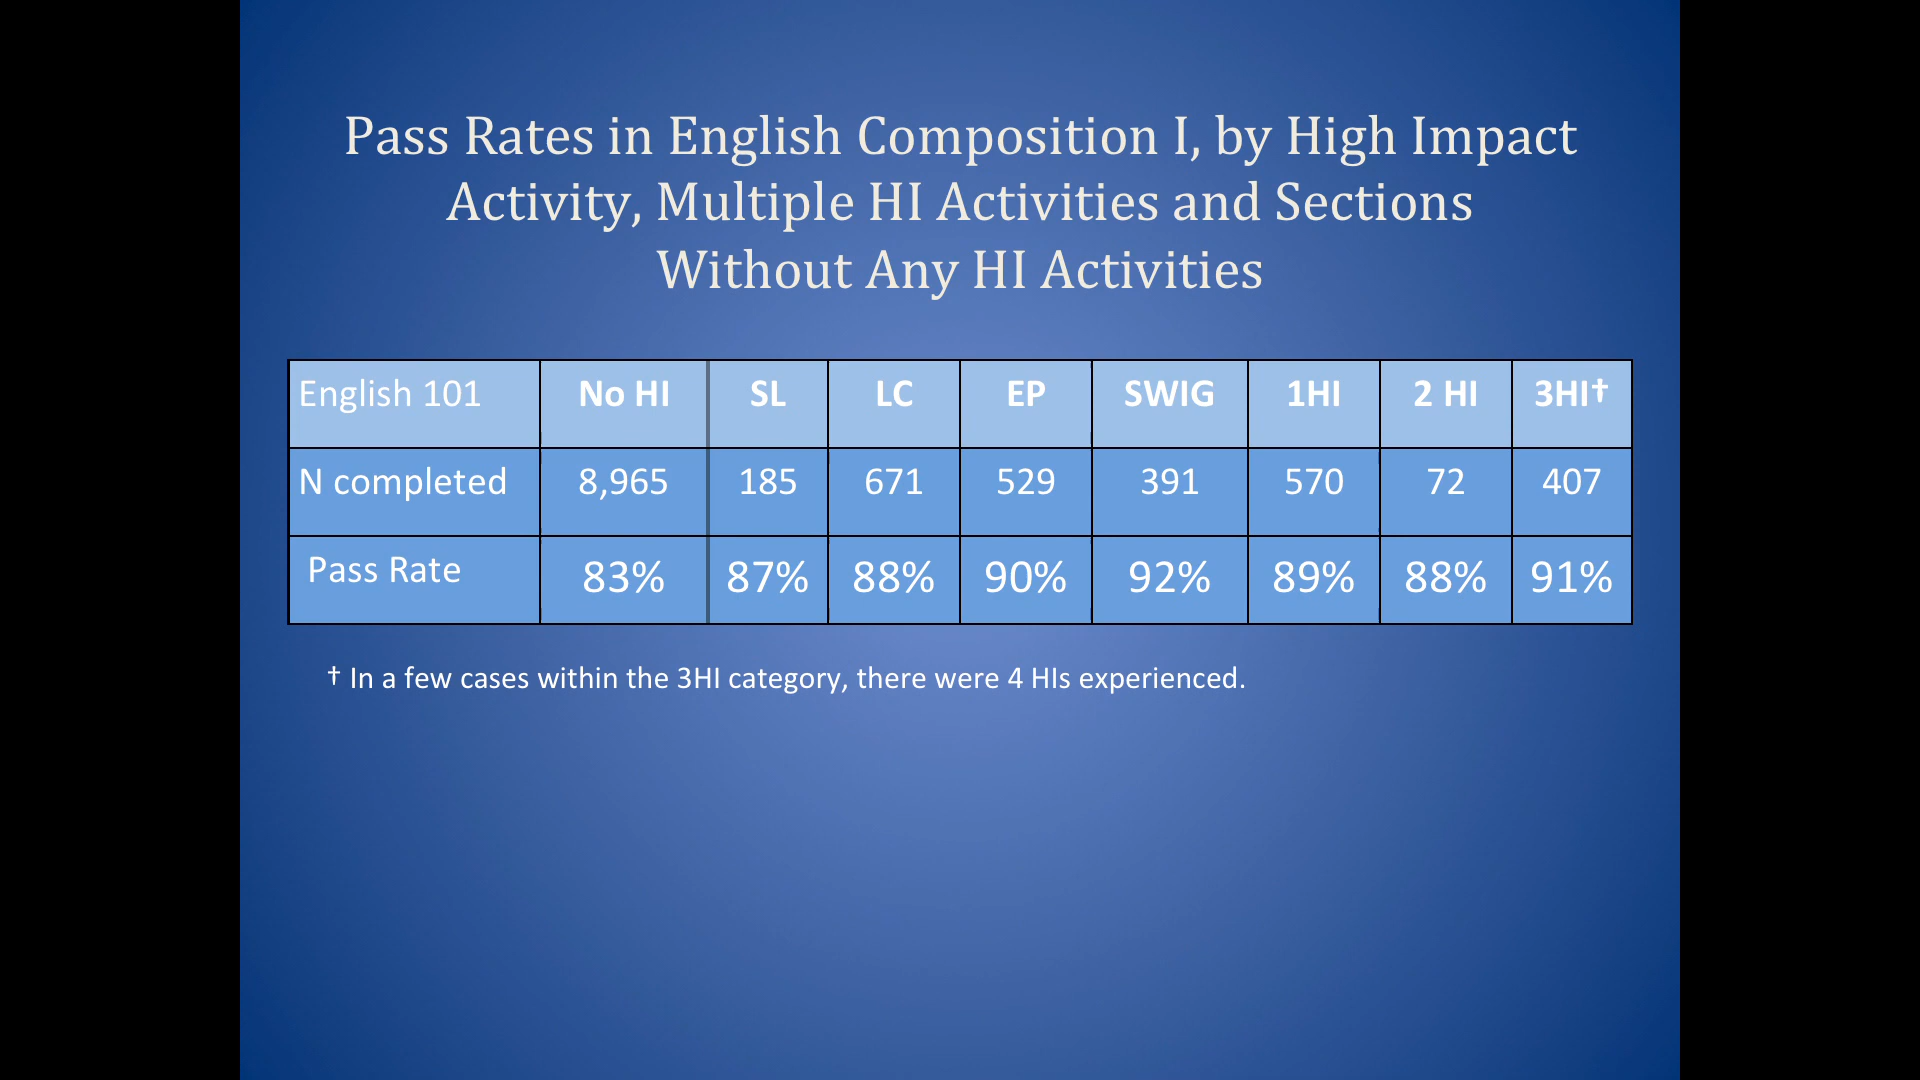 Pass Rates in English Composition I, by High Impact
Activity, Multiple HI Activities and Sections
Without Any HI Activities
English 101 No HI SL LC EP SWIG 1HI 2 HI 3HI†
N completed 8,965 185 671 529 391 570 72 407
Pass Rate 83% 87% 88% 90% 92% 89% 88% 91%
† In a few cases within the 3HI category, there were 4 HIs experienced.